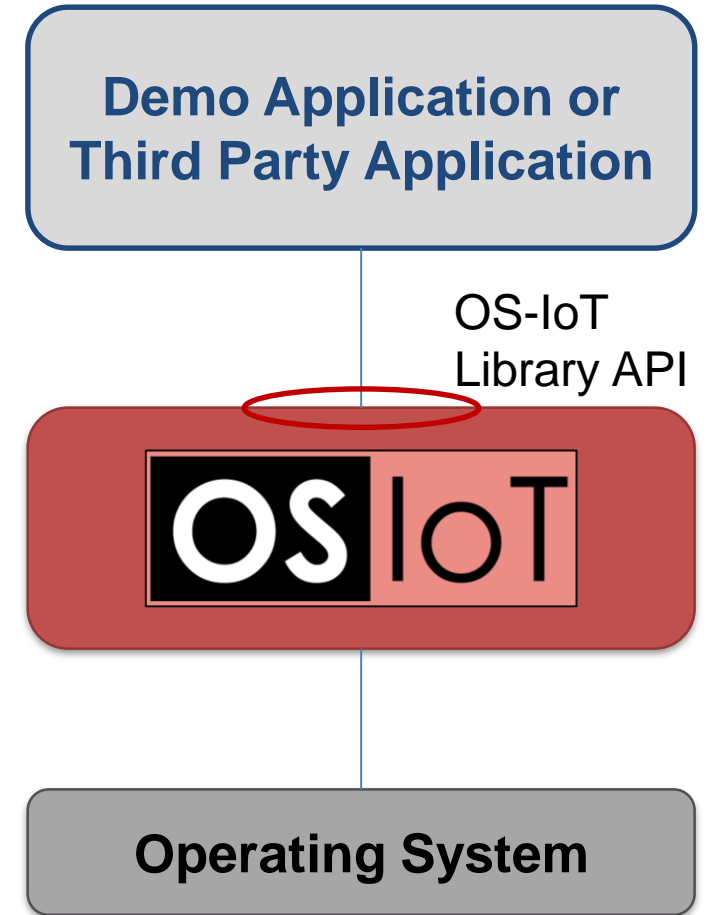 Demo Application or
Third Party Application
OS-IoT
Library API
OS IoT
Operating System